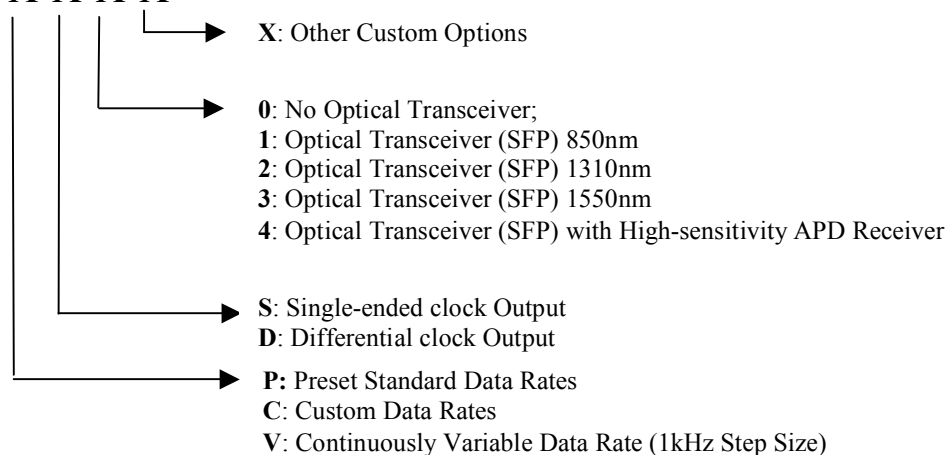 X: Other Custom Options
0: No Optical Transceiver;
1: Optical Transceiver (SFP) 850nm
2: Optical Transceiver (SFP) 1310nm
3: Optical Transceiver (SFP) 1550nm
4: Optical Transceiver (SFP) with High-sensitivity APD Receiver
S: Single-ended clock Output
D: Differential clock Output
P: Preset Standard Data Rates
C: Custom Data Rates
V: Continuously Variable Data Rate (1kHz Step Size)